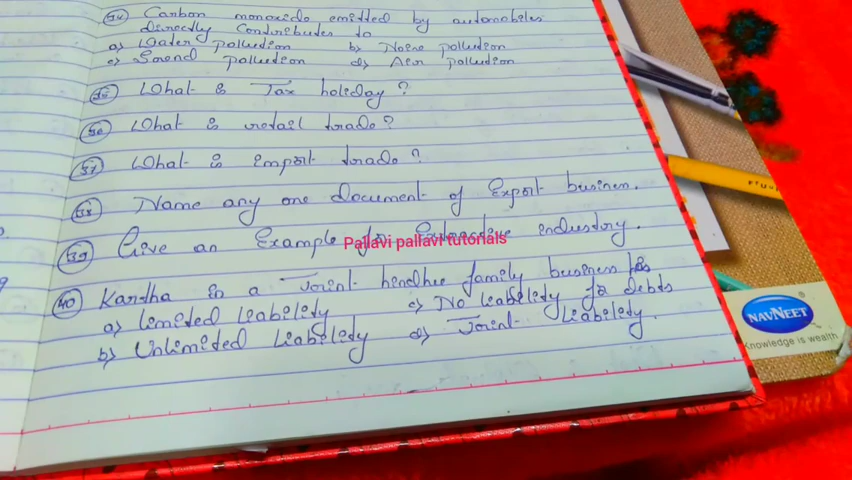 34) Carbon monoxide emitted by automobiles
directly contributes to
a) Water pollution b) Noise pollution
c) Sound pollution d) Air pollution
35) What is Tax holiday?
36) What is retail trade?
37) What is import trade?
38) Name any one document of Export business.
39) Give an Example for Extractive industry.
Pallavi pallavi tutorials
40) Kardha in a Joint hindhu family business has
a) limited liability c) No liability for debts
b) Unlimited liability d) Joint liability.
NAVNEET
Knowledge is wealth